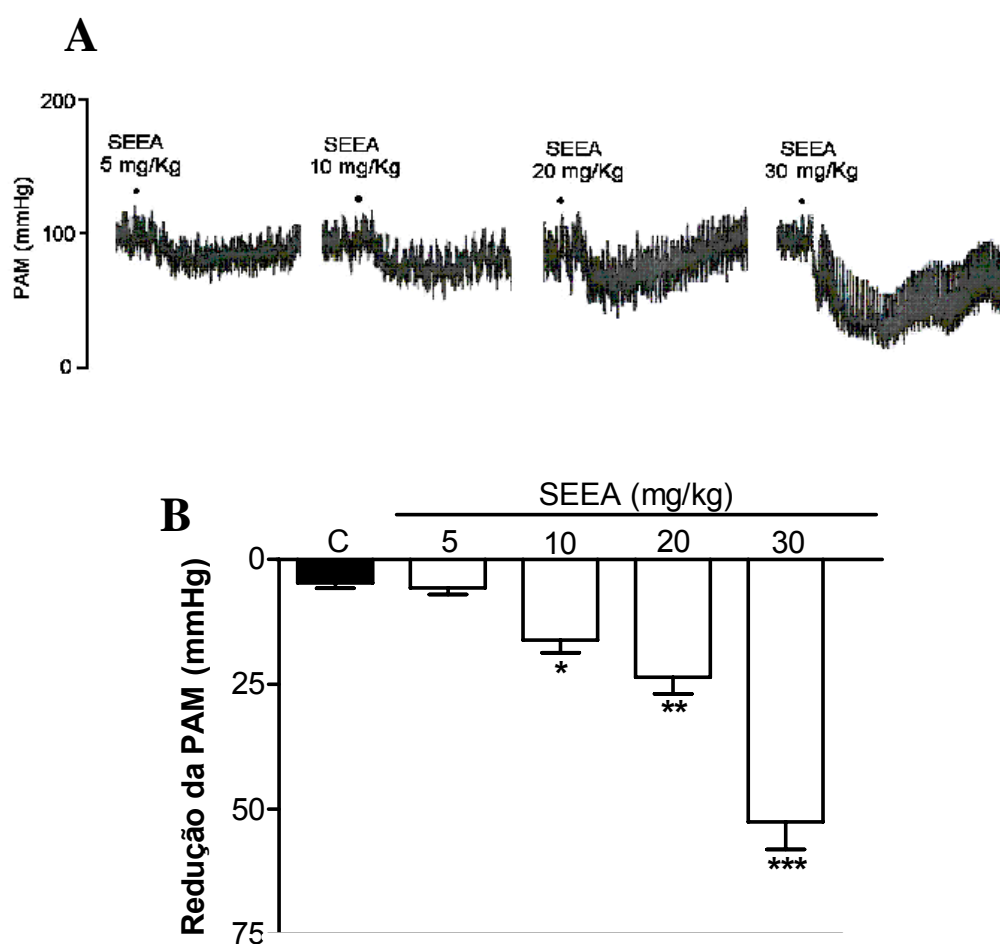 A
200
100
0
PAM (mmHg)
SEEA
5 mg/Kg
SEEA
10 mg/Kg
SEEA
20 mg/Kg
SEEA
30 mg/Kg
B
SEEA (mg/kg)
C 5 10 20 30
0
25
50
75
Redução da PAM (mmHg)
*
**
***